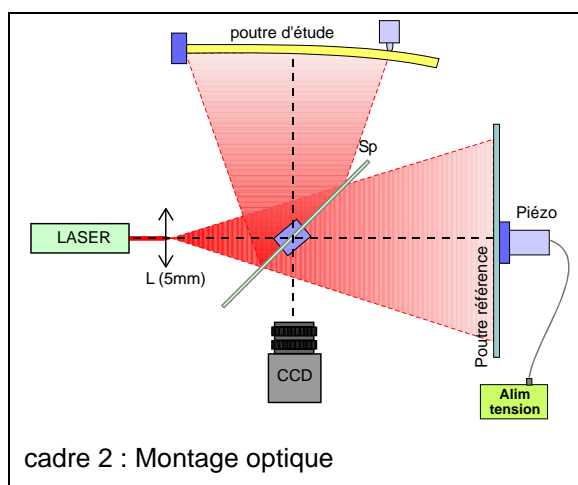 poutre d'étude
Sp
LASER
L (5mm)
Poutre référence
Piézo
CCD
Alim
tension
cadre 2 : Montage optique